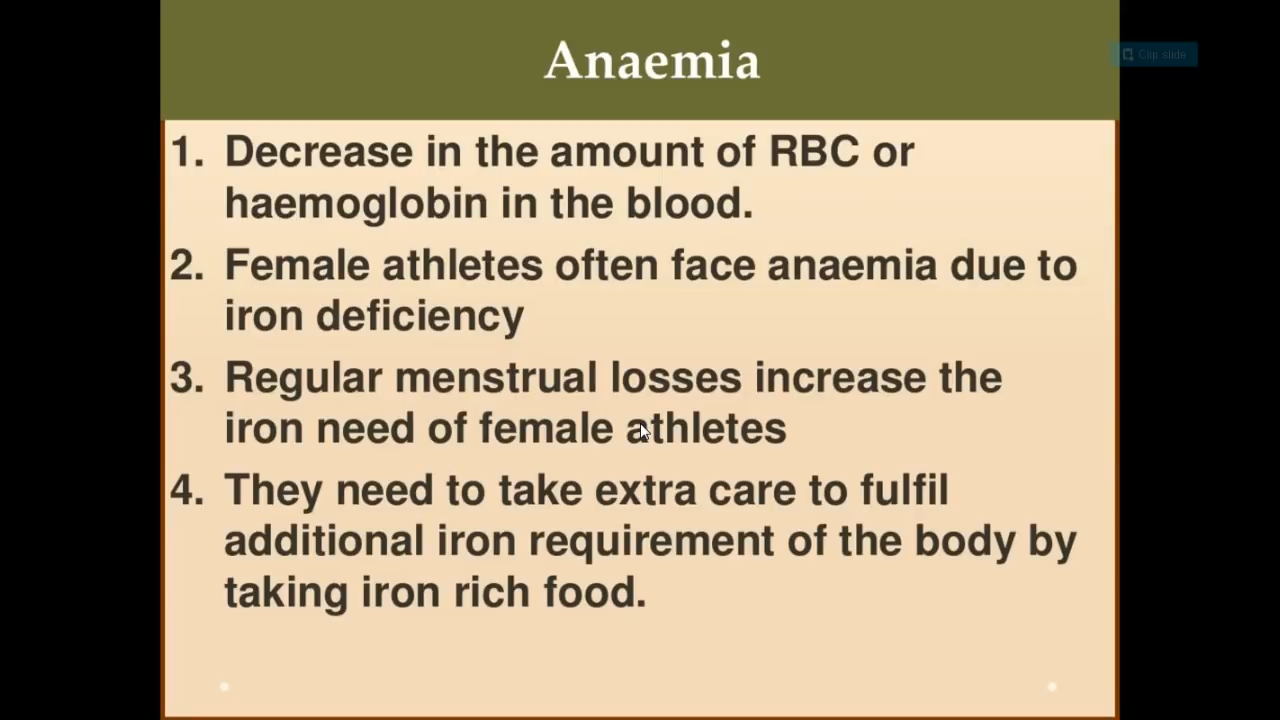 Anaemia
Clip slide
1. Decrease in the amount of RBC or
haemoglobin in the blood.
2. Female athletes often face anaemia due to
iron deficiency
3. Regular menstrual losses increase the
iron need of female athletes
4. They need to take extra care to fulfil
additional iron requirement of the body by
taking iron rich food.